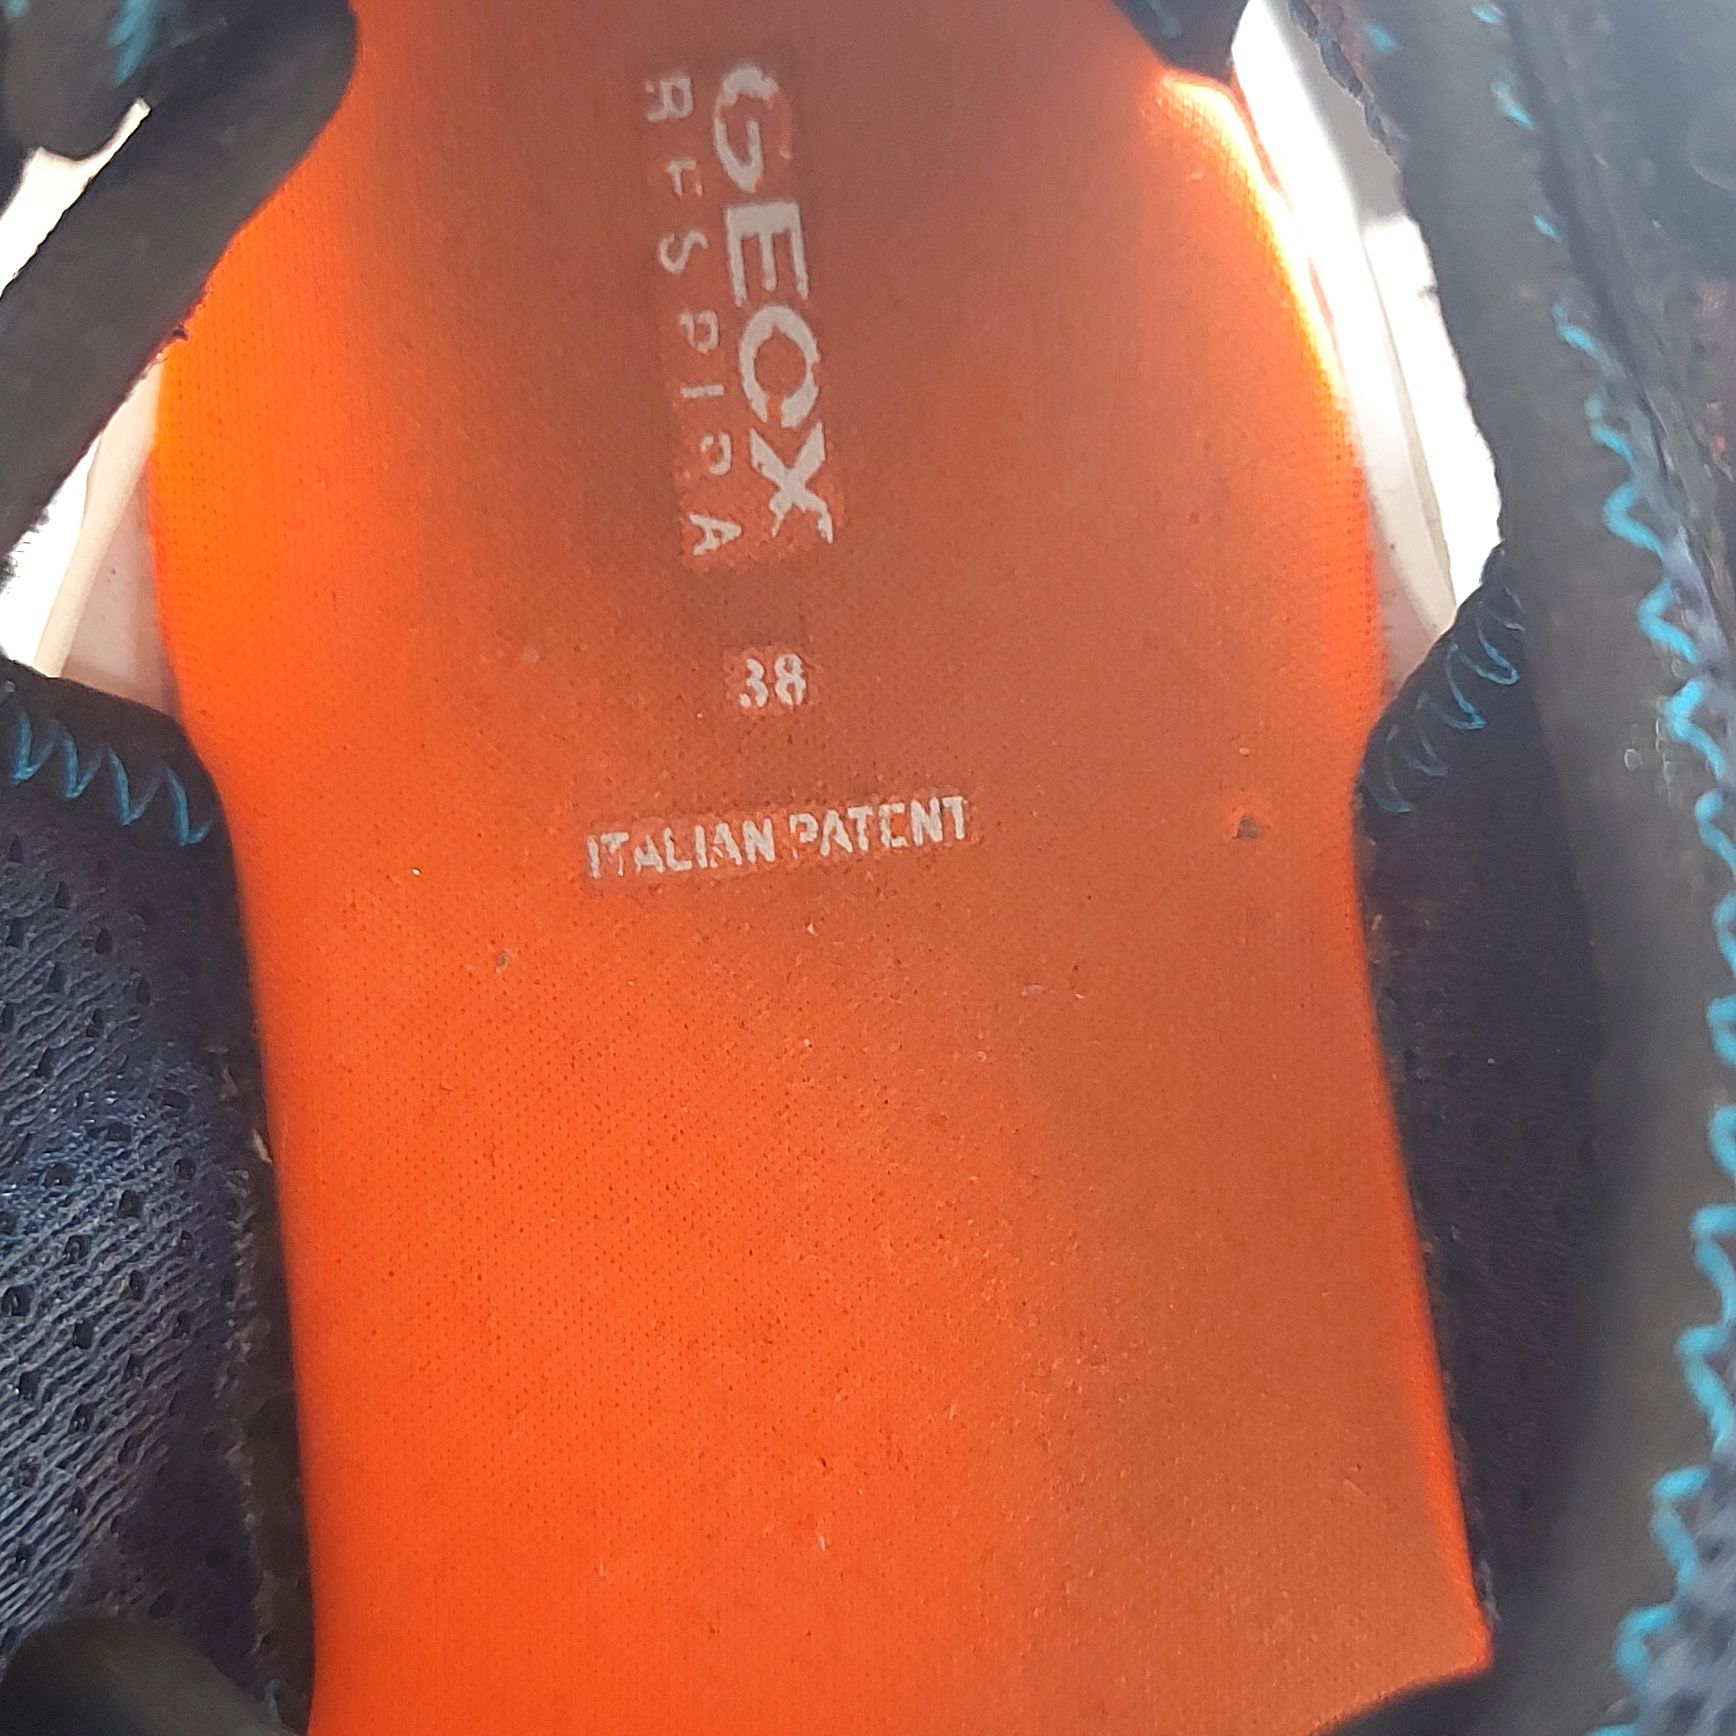 GEOX
RESPIRA
38
ITALIAN PATENT